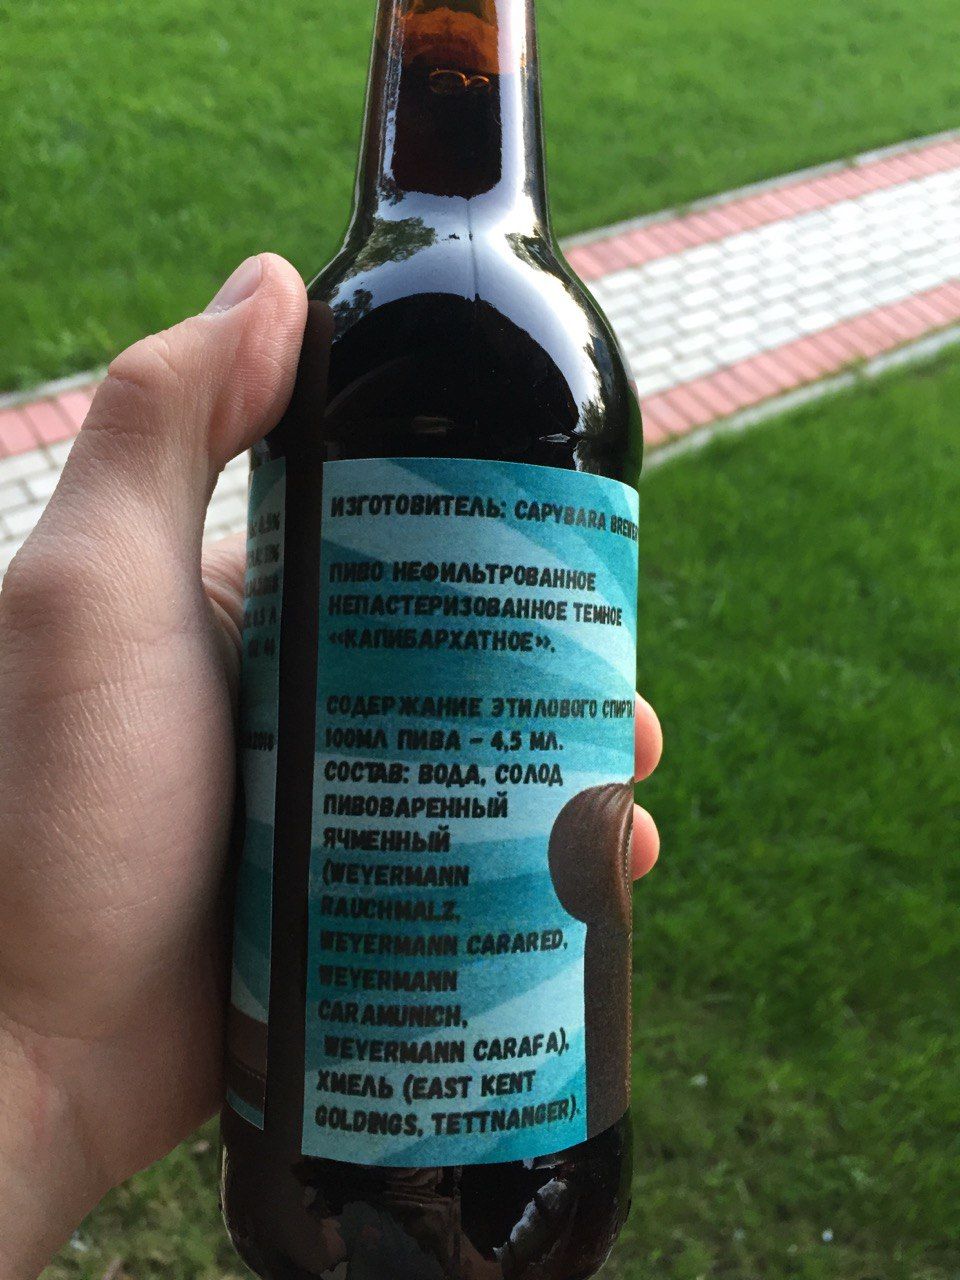 ИЗГОТОВИТЕЛЬ: CAPYBARA
ПИВО НЕФИЛЬТРОВАННОЕ
НЕПАСТЕРИЗОВАННОЕ ТЕМНОЕ
«КАПИБАРХАТНОЕ».
СОДЕРЖАНИЕ ЭТИЛОВОГО СПИРТА
100МЛ ПИВА - 4,5 МЛ.
СОСТАВ: ВОДА, СОЛОД
ПИВОВАРЕННЫЙ
ЯЧМЕННЫЙ
(WEYERMANN
RAUCHMALZ,
WEYERMANN CARARED,
WEYERMANN
CARAMUNICH,
WEYERMANN CARAFA),
ХМЕЛЬ (EAST KENT
GOLDINGS, TETTNANGER).